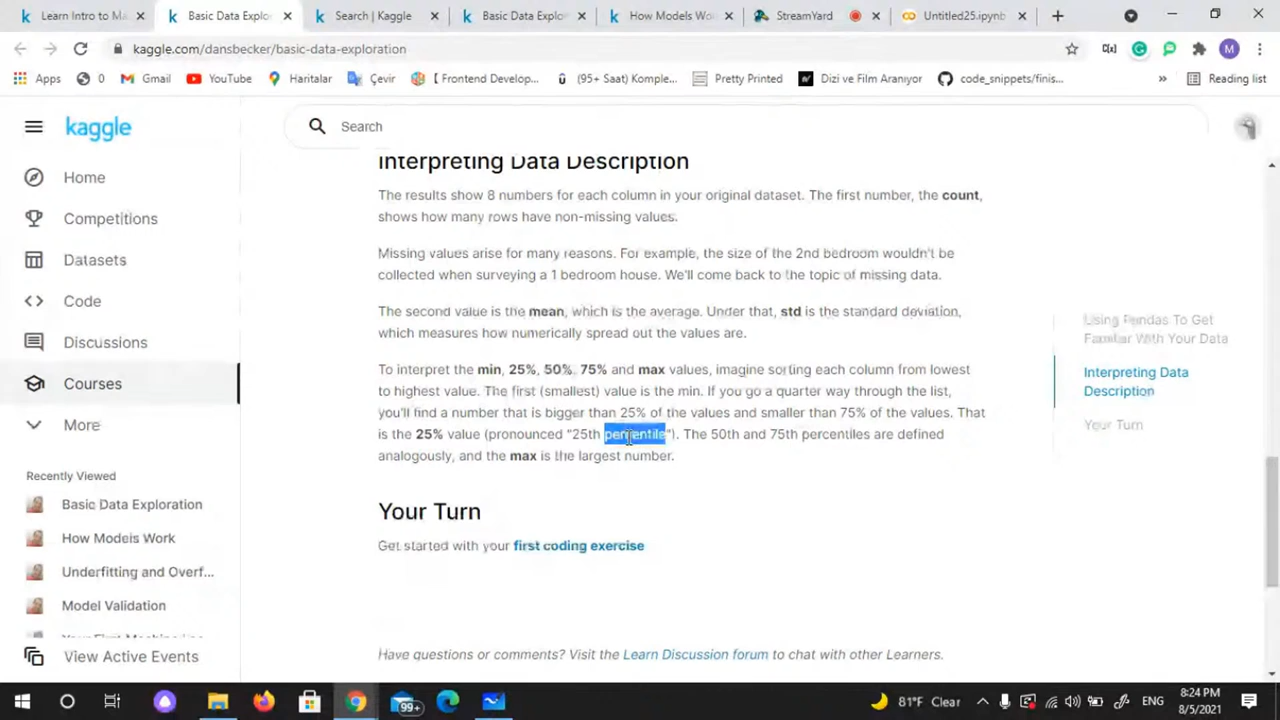 Learn Intro to Ma
Basic Data Explo
Search | Kaggle
Basic Data Explo
How Models Wo
StreamYard
Untitled25.ipynb
kaggle.com/dansbecker/basic-data-exploration
Apps
0
Gmail
YouTube
Haritalar
Çevir
[ Frontend Develop...
(95+ Saat) Komple...
Pretty Printed
Dizi ve Film Aranıyor
code_snippets/finis...
»
Reading list
kaggle
Search
Home
Competitions
Datasets
Code
Discussions
Courses
More
Recently Viewed
Basic Data Exploration
How Models Work
Underfitting and Overf...
Model Validation
View Active Events
Interpreting Data Description
The results show 8 numbers for each column in your original dataset. The first number, the count,
shows how many rows have non-missing values.
Missing values arise for many reasons. For example, the size of the 2nd bedroom wouldn't be
collected when surveying a 1 bedroom house. We'll come back to the topic of missing data.
The second value is the mean, which is the average. Under that, std is the standard deviation,
which measures how numerically spread out the values are.
To interpret the min, 25%, 50%, 75% and max values, imagine sorting each column from lowest
to highest value. The first (smallest) value is the min. If you go a quarter way through the list,
you'll find a number that is bigger than 25% of the values and smaller than 75% of the values. That
is the 25% value (pronounced "25th percentile"). The 50th and 75th percentiles are defined
analogously, and the max is the largest number.
Your Turn
Get started with your first coding exercise
Have questions or comments? Visit the Learn Discussion forum to chat with other Learners.
Using Pandas To Get
Familiar With Your Data
Interpreting Data
Description
Your Turn
99+
81°F Clear
ENG
8:24 PM
8/5/2021